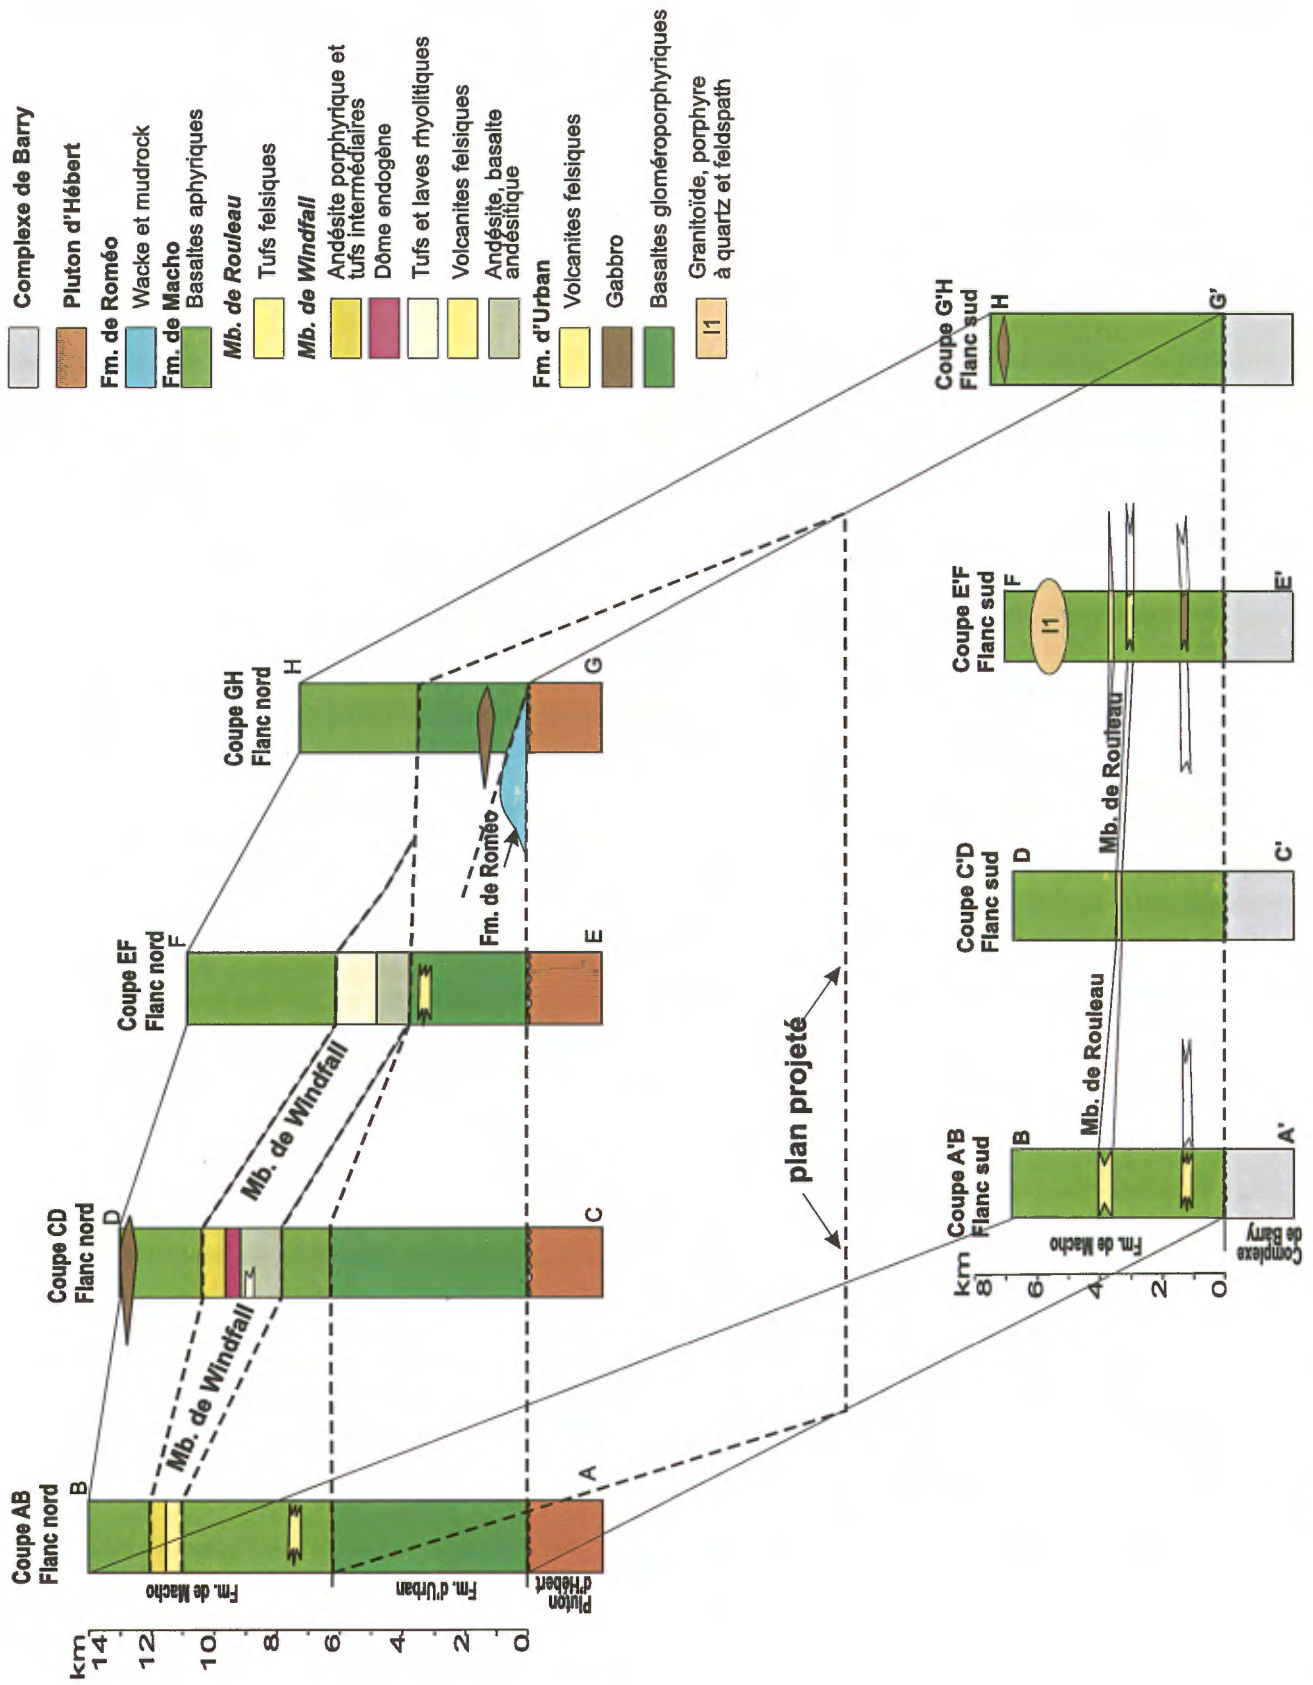 Complexe de Barry
Pluton d'Hébert
Fm. de Roméo
Wacke et mudrock
Fm. de Macho
Basaltes aphyriques
Mb. de Rouleau
Tufs felsiques
Mb. de Windfall
Andésite porphyrique et
tufs intermédiaires
Dôme endogène
Tufs et laves rhyolitiques
Volcanites felsiques
Andésite, basalte
andésitique
Fm. d'Urban
Volcanites felsiques
Gabbro
Basaltes gloméroporphyriques
I1
Granitoïde, porphyre
à quartz et feldspath
Coupe AB
Flanc nord
Coupe CD
Flanc nord
Coupe EF
Flanc nord
Coupe GH
Flanc nord
B
D
F
H
km
14
12
10
8
6
4
2
0
Fm. de Macho
Fm. d'Urban
Pluton
d'Hébert
Mb. de Windfall
Mb. de Windfall
Fm. de Roméo
A
C
E
G
plan projeté
Coupe A'B
Flanc sud
Coupe C'D
Flanc sud
Coupe E'F
Flanc sud
Coupe G'H
Flanc sud
B
D
F
H
km
8
6
4
2
0
Fm. de Macho
Complexe
de Barry
Mb. de Rouleau
Mb. de Rouleau
I1
A'
C'
E'
G'